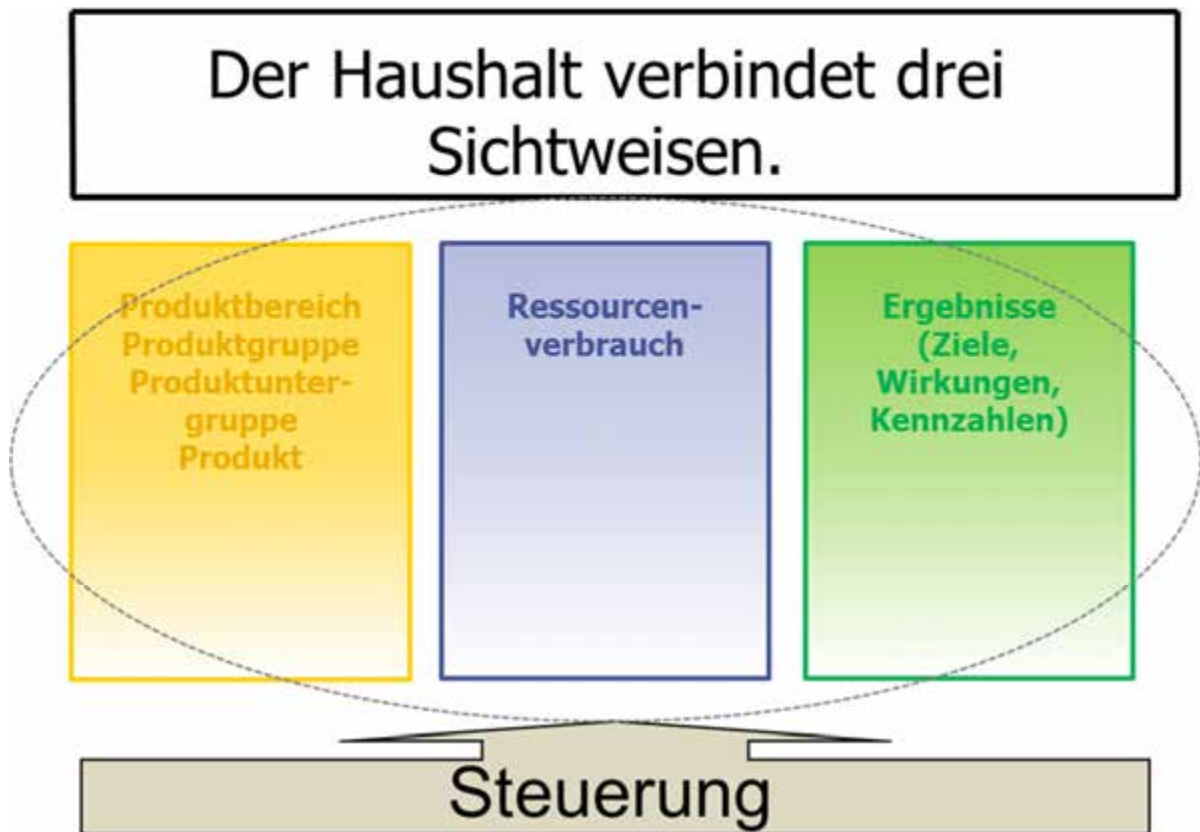 Der Haushalt verbindet drei
Sichtweisen.
Produktbereich
Produktgruppe
Produktunter-
gruppe
Produkt
Ressourcen-
verbrauch
Ergebnisse
(Ziele,
Wirkungen,
Kennzahlen)
Steuerung